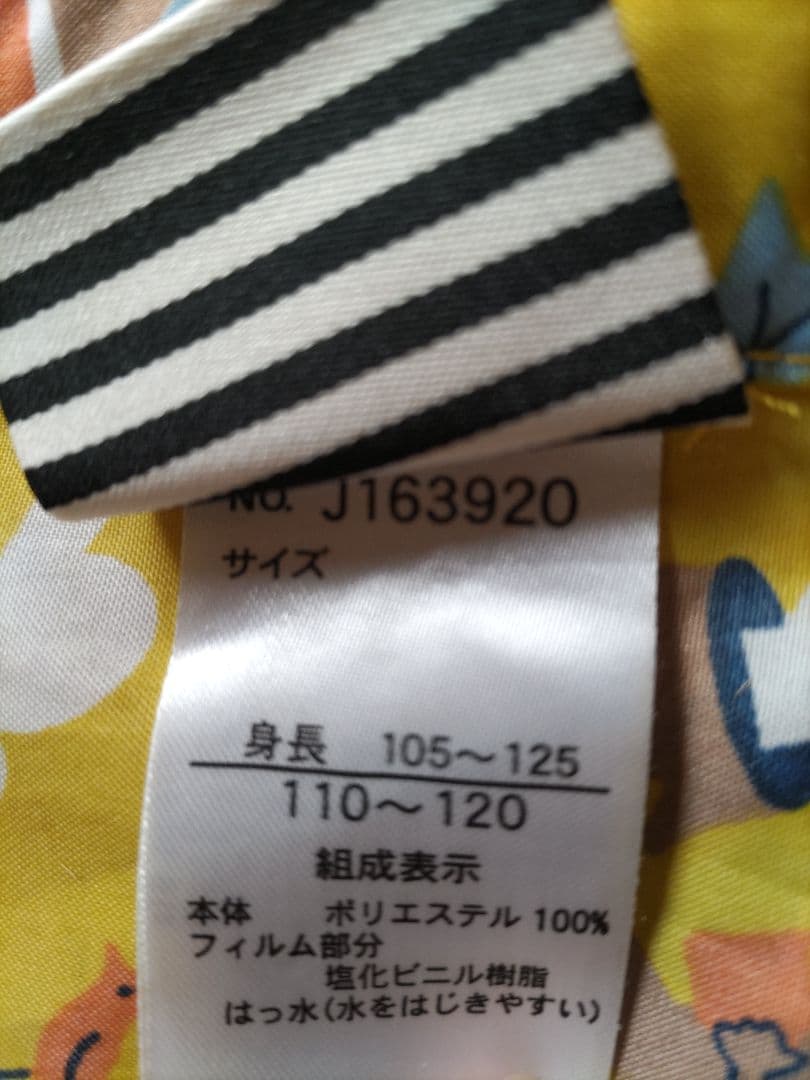 No. J163920
サイズ
身長 105～125
110～120
組成表示
本体 ポリエステル 100%
フィルム部分
塩化ビニル樹脂
はっ水(水をはじきやすい)